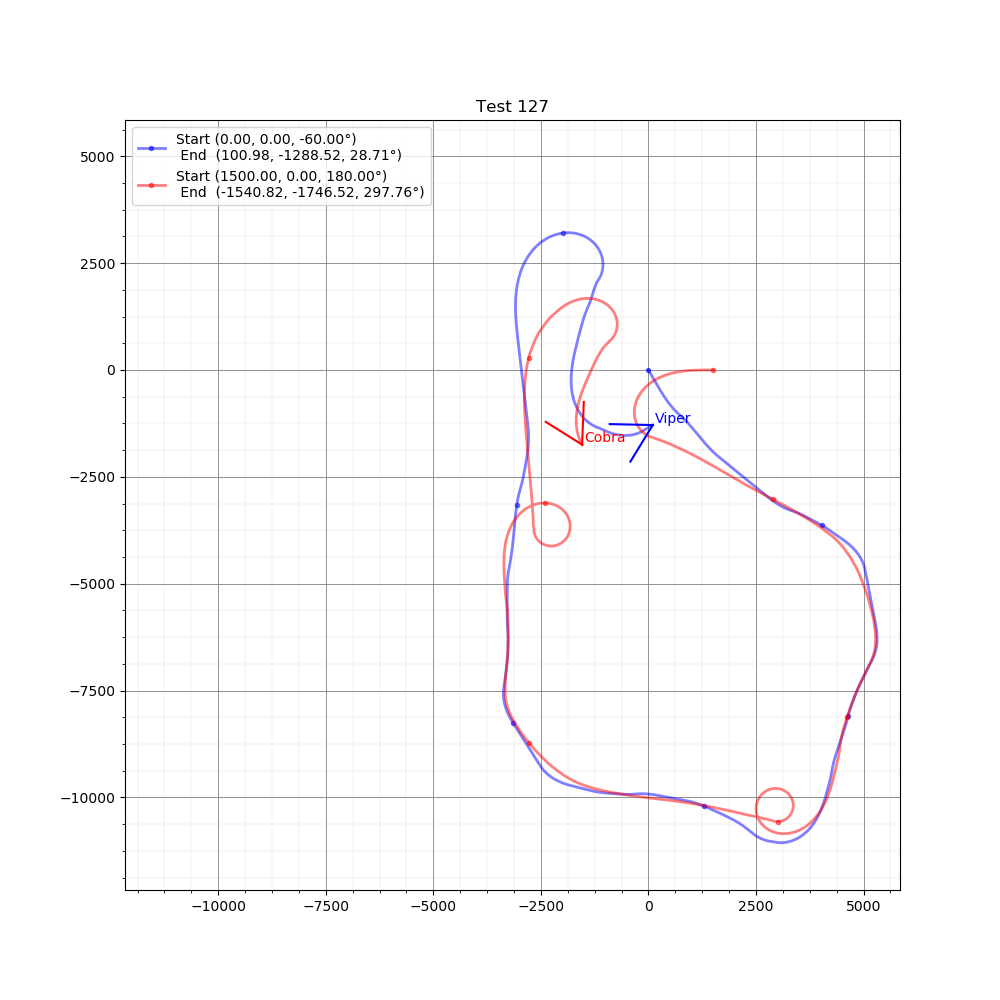 Test 127
Start (0.00, 0.00, -60.00°)
End  (100.98, -1288.52, 28.71°)
Start (1500.00, 0.00, 180.00°)
End  (-1540.82, -1746.52, 297.76°)
5000
2500
0
−2500
−5000
−7500
−10000
Viper
Cobra
−10000
−7500
−5000
−2500
0
2500
5000